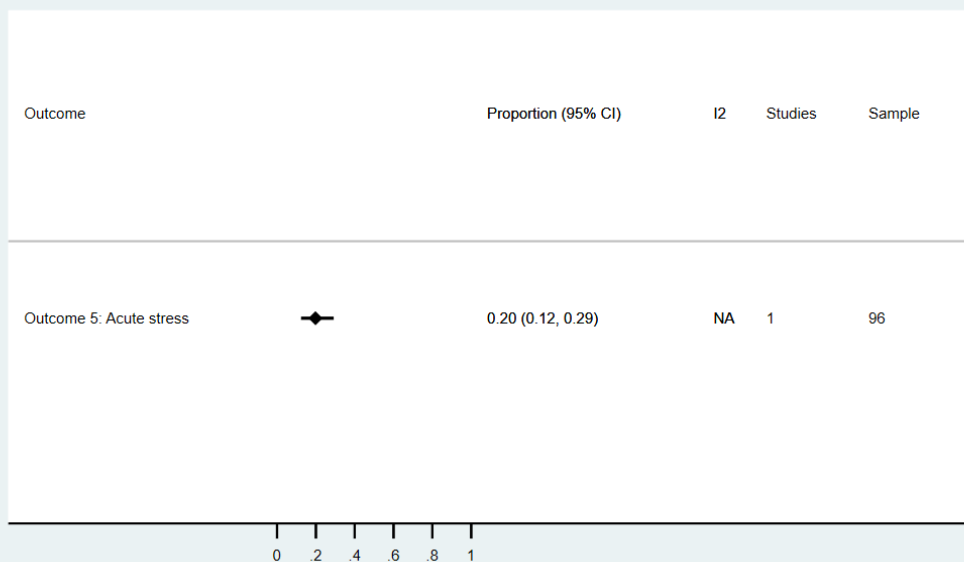 Outcome Proportion (95% CI) I2 Studies Sample
Outcome 5: Acute stress 0.20 (0.12, 0.29) NA 1 96
0 .2 .4 .6 .8 1